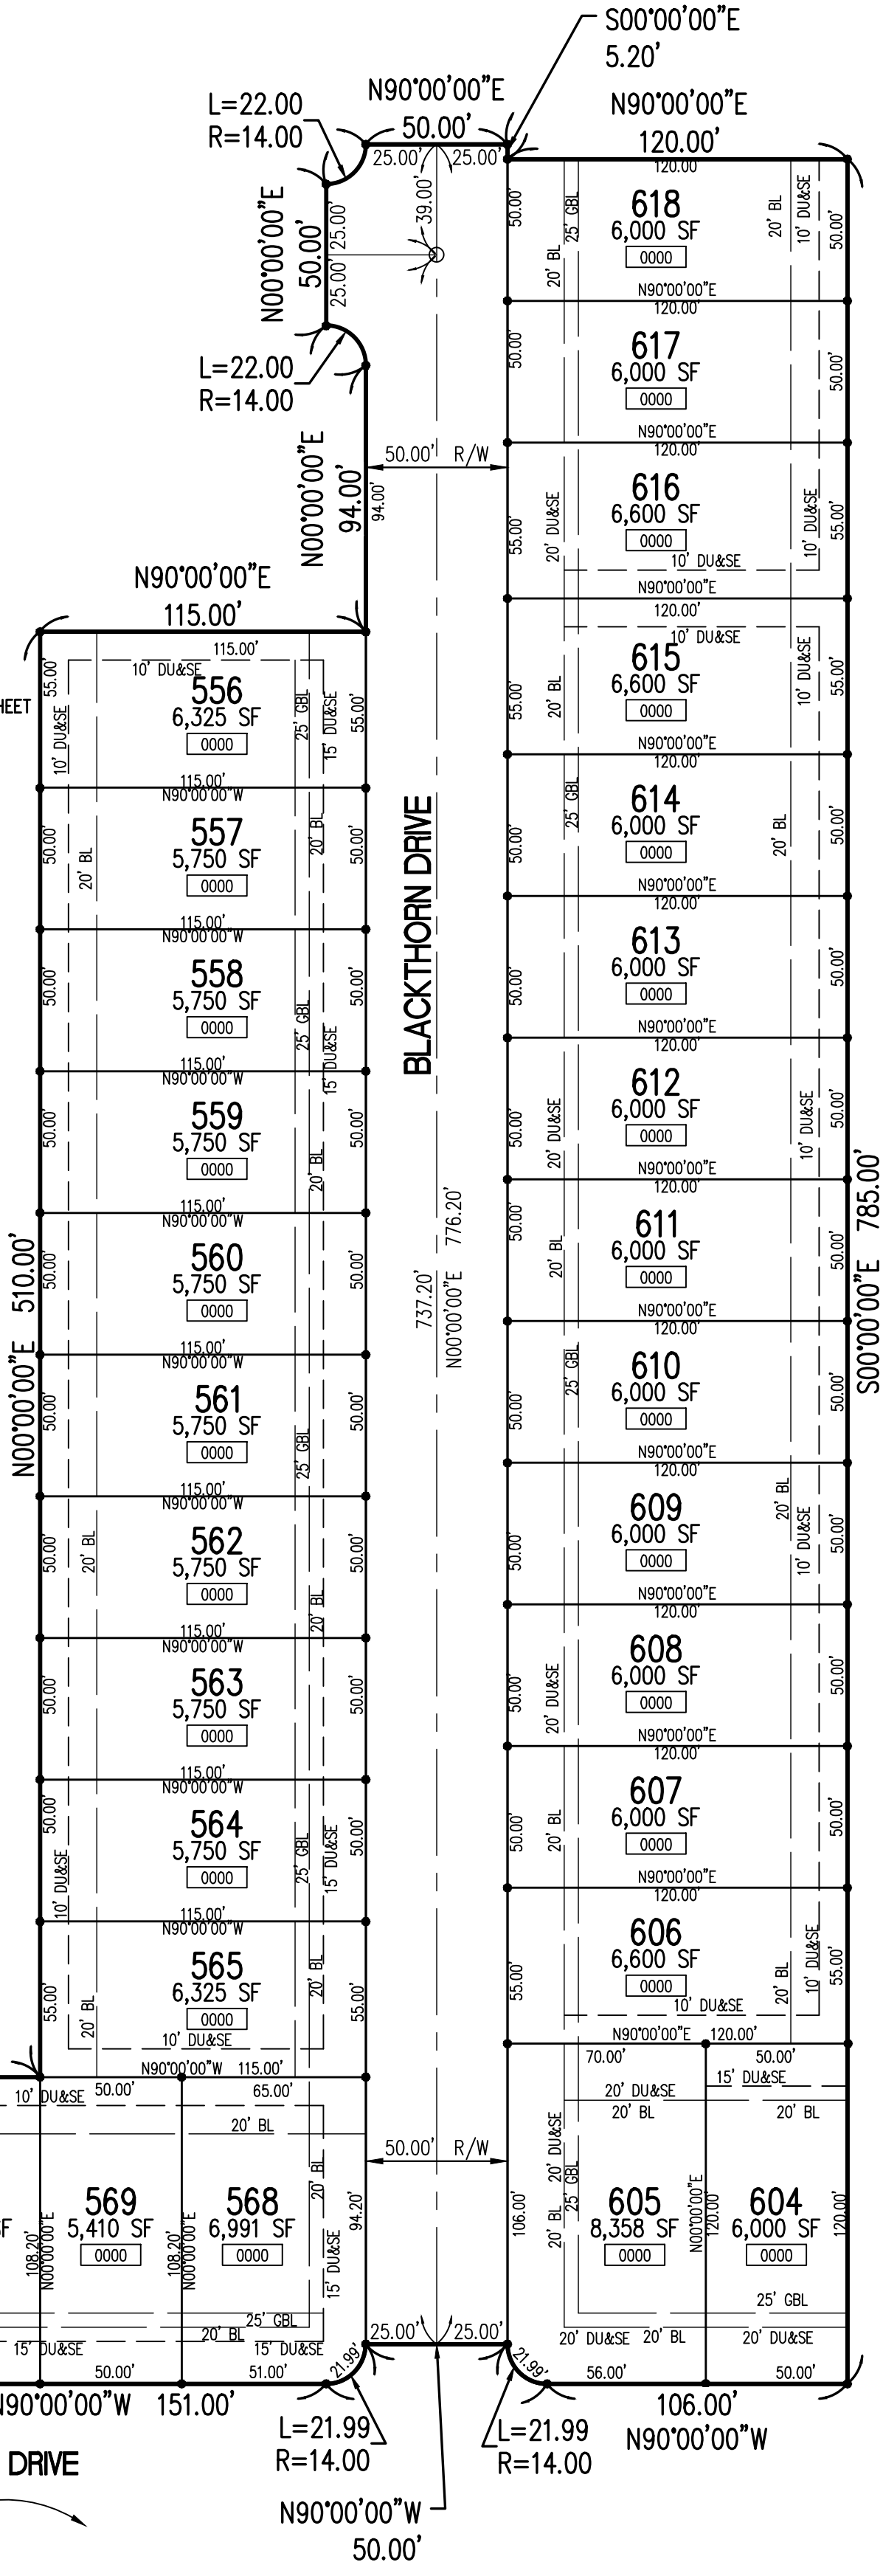 S00°00'00"E
5.20'
N90°00'00"E
50.00'
L=22.00
R=14.00
N90°00'00"E
120.00'
120.00
25.00' 25.00'
39.00'
N00°00'00"E
50.00'
25.00' 25.00'
L=22.00
R=14.00
50.00' R/W
N00°00'00"E
94.00'
94.00'
618
6,000 SF
0000
50.00'
20' BL
25' GBL
20' BL
10' DU&SE
50.00'
N90°00'00"E
120.00'
617
6,000 SF
0000
50.00'
50.00'
N90°00'00"E
120.00'
616
6,600 SF
0000
55.00'
20' DU&SE
10' DU&SE
55.00'
10' DU&SE
N90°00'00"E
120.00'
10' DU&SE
615
6,600 SF
0000
55.00'
20' BL
10' DU&SE
55.00'
N90°00'00"E
120.00'
614
6,000 SF
0000
50.00'
25' GBL
20' BL
50.00'
N90°00'00"E
120.00'
613
6,000 SF
0000
50.00'
50.00'
N90°00'00"E
120.00'
612
6,000 SF
0000
50.00'
20' DU&SE
10' DU&SE
50.00'
N90°00'00"E
120.00'
611
6,000 SF
0000
50.00'
20' BL
50.00'
S00°00'00"E 785.00'
N90°00'00"E
120.00'
610
6,000 SF
0000
50.00'
25' GBL
50.00'
N90°00'00"E
120.00'
609
6,000 SF
0000
50.00'
20' BL
10' DU&SE
50.00'
N90°00'00"E
120.00'
608
6,000 SF
0000
50.00'
20' DU&SE
50.00'
N90°00'00"E
120.00'
607
6,000 SF
0000
50.00'
20' BL
50.00'
N90°00'00"E
120.00'
606
6,600 SF
0000
55.00'
20' BL
10' DU&SE
55.00'
10' DU&SE
N90°00'00"E 120.00'
70.00' 50.00'
15' DU&SE
20' DU&SE
20' BL 20' BL
20' DU&SE
25' GBL
20' BL
106.00'
605
8,358 SF
0000
N00°00'00"E
120.00'
604
6,000 SF
0000
120.00'
25' GBL
20' DU&SE 20' BL 20' DU&SE
21.99'
56.00' 50.00'
106.00'
N90°00'00"W
L=21.99
R=14.00
BLACKTHORN DRIVE
737.20'
N00°00'00"E 776.20'
N90°00'00"E
115.00'
115.00'
10' DU&SE
HEET
556
6,325 SF
0000
55.00'
10' DU&SE
25' GBL
15' DU&SE
55.00'
115.00'
N90°00'00"W
557
5,750 SF
0000
50.00'
20' BL
20' BL
50.00'
115.00'
N90°00'00"W
558
5,750 SF
0000
50.00'
25' GBL
15' DU&SE
50.00'
115.00'
N90°00'00"W
559
5,750 SF
0000
50.00'
20' BL
50.00'
115.00'
N90°00'00"W
N00°00'00"E 510.00'
560
5,750 SF
0000
50.00'
50.00'
115.00'
N90°00'00"W
561
5,750 SF
0000
50.00'
25' GBL
50.00'
115.00'
N90°00'00"W
562
5,750 SF
0000
50.00'
20' BL
20' BL
50.00'
115.00'
N90°00'00"W
563
5,750 SF
0000
50.00'
50.00'
115.00'
N90°00'00"W
564
5,750 SF
0000
50.00'
10' DU&SE
25' GBL
15' DU&SE
50.00'
115.00'
N90°00'00"W
565
6,325 SF
0000
55.00'
20' BL
20' BL
55.00'
10' DU&SE
N90°00'00"W 115.00'
50.00' 65.00'
10' DU&SE
20' BL
50.00' R/W
20' BL
569
5,410 SF
0000
108.20'
N00°00'00"E
568
6,991 SF
0000
108.20'
N00°00'00"E
15' DU&SE
94.20'
SF
25' GBL
20' BL
15' DU&SE 15' DU&SE
50.00' 51.00'
21.99'
25.00' 25.00'
N90°00'00"W 151.00'
L=21.99
R=14.00
DRIVE
N90°00'00"W
50.00'